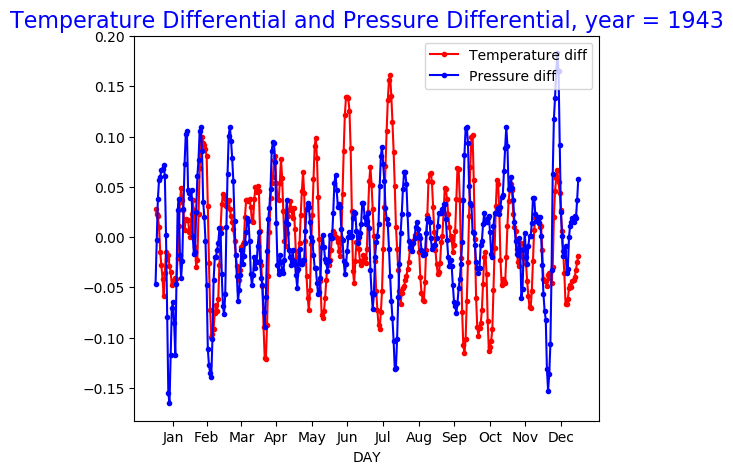 Temperature Differential and Pressure Differential, year = 1943
Temperature diff
Pressure diff
0.20
0.15
0.10
0.05
0.00
−0.05
−0.10
−0.15
Jan Feb Mar Apr May Jun Jul Aug Sep Oct Nov Dec
DAY